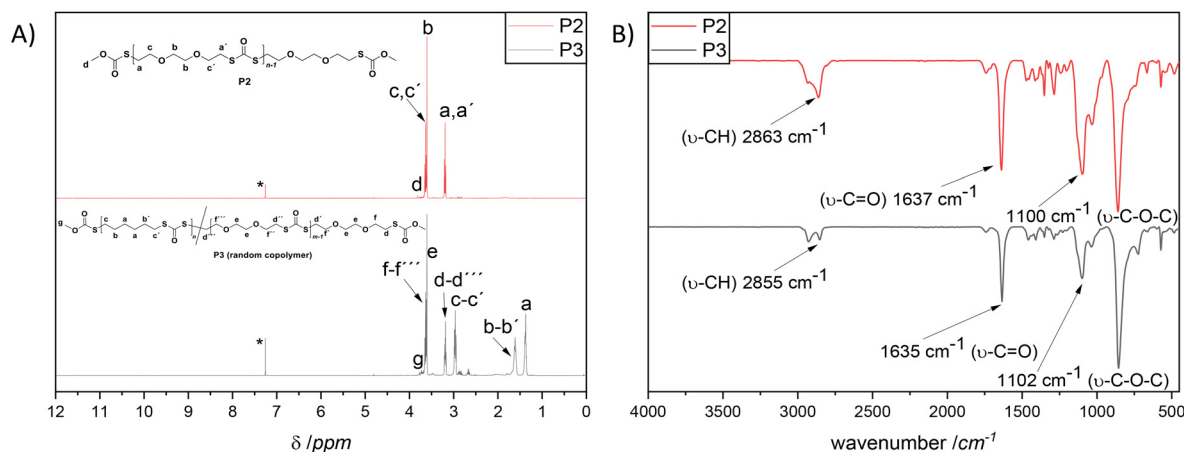 A)
P2
P3
b
c,c´
a,a´
d
*
O
c
b
a´
O
S
O
S
S
O
S
O
d
O
a
b
c´
n-1
P2
e
f-f´´´
d-d´´´
c-c´
b-b´
a
g
*
P3 (random copolymer)
12 11 10 9 8 7 6 5 4 3 2 1 0
δ /ppm
B)
P2
P3
(υ-CH) 2863 cm-1
(υ-C=O) 1637 cm-1
1100 cm-1 (υ-C-O-C)
(υ-CH) 2855 cm-1
1635 cm-1 (υ-C=O)
1102 cm-1 (υ-C-O-C)
4000 3500 3000 2500 2000 1500 1000 500
wavenumber /cm-1